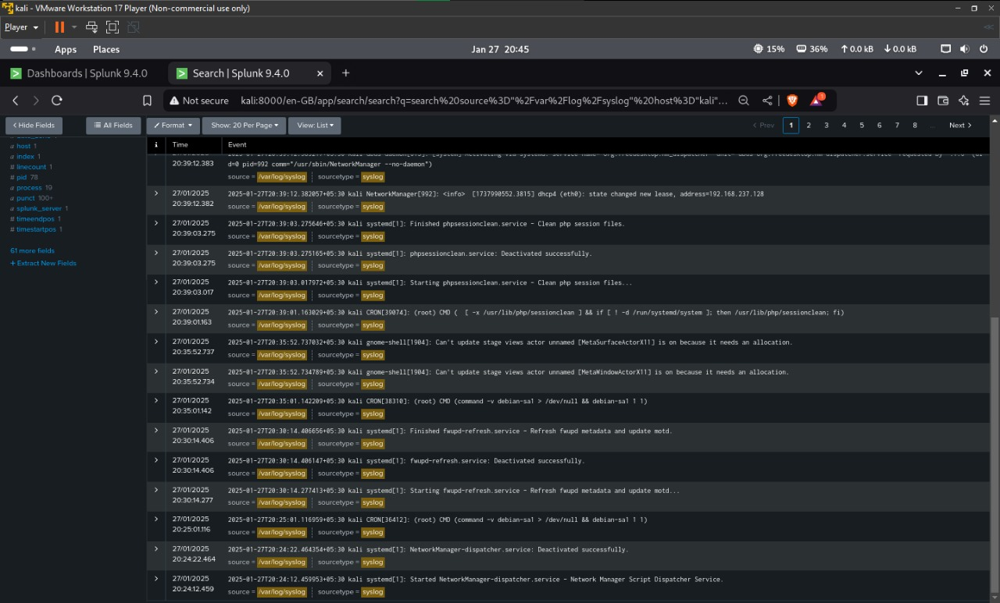 kali - VMware Workstation 17 Player (Non-commercial use only)
Player
Apps Places Jan 27 20:45 15% 36% 0.0 kB 0.0 kB
Dashboards | Splunk 9.4.0 Search | Splunk 9.4.0
Not secure kali:8000/en-GB/app/search/search?q=search%20source%3D"%2Fvar%2Flog%2Fsyslog"%20host%3D"kali"...
Hide Fields All Fields Format Show: 20 Per Page View: List Prev 1 2 3 4 5 6 7 8 ... Next
a host 1
a index 1
# linecount 1
# pid 78
a process 19
a punct 100+
a splunk_server 1
# timeendpos 1
# timestartpos 1
61 more fields
+ Extract New Fields
i Time Event
20:39:12.383 d=0 pid=992 comm="/usr/sbin/NetworkManager --no-daemon")
source = /var/log/syslog sourcetype = syslog
27/01/2025 2025-01-27T20:39:12.382057+05:30 kali NetworkManager[992]: <info> [1737990552.3815] dhcp4 (eth0): state changed new lease, address=192.168.237.128
20:39:12.382 source = /var/log/syslog sourcetype = syslog
27/01/2025 2025-01-27T20:39:03.275646+05:30 kali systemd[1]: Finished phpsessionclean.service - Clean php session files.
20:39:03.275 source = /var/log/syslog sourcetype = syslog
27/01/2025 2025-01-27T20:39:03.275165+05:30 kali systemd[1]: phpsessionclean.service: Deactivated successfully.
20:39:03.275 source = /var/log/syslog sourcetype = syslog
27/01/2025 2025-01-27T20:39:03.017972+05:30 kali systemd[1]: Starting phpsessionclean.service - Clean php session files...
20:39:03.017 source = /var/log/syslog sourcetype = syslog
27/01/2025 2025-01-27T20:39:01.163029+05:30 kali CRON[39074]: (root) CMD (  [ -x /usr/lib/php/sessionclean ] && if [ ! -d /run/systemd/system ]; then /usr/lib/php/sessionclean; fi)
20:39:01.163 source = /var/log/syslog sourcetype = syslog
27/01/2025 2025-01-27T20:35:52.737032+05:30 kali gnome-shell[1904]: Can't update stage views actor unnamed [MetaSurfaceActorX11] is on because it needs an allocation.
20:35:52.737 source = /var/log/syslog sourcetype = syslog
27/01/2025 2025-01-27T20:35:52.734789+05:30 kali gnome-shell[1904]: Can't update stage views actor unnamed [MetaWindowActorX11] is on because it needs an allocation.
20:35:52.734 source = /var/log/syslog sourcetype = syslog
27/01/2025 2025-01-27T20:35:01.142209+05:30 kali CRON[38310]: (root) CMD (command -v debian-sa1 > /dev/null && debian-sa1 1 1)
20:35:01.142 source = /var/log/syslog sourcetype = syslog
27/01/2025 2025-01-27T20:30:14.406656+05:30 kali systemd[1]: Finished fwupd-refresh.service - Refresh fwupd metadata and update motd.
20:30:14.406 source = /var/log/syslog sourcetype = syslog
27/01/2025 2025-01-27T20:30:14.406147+05:30 kali systemd[1]: fwupd-refresh.service: Deactivated successfully.
20:30:14.406 source = /var/log/syslog sourcetype = syslog
27/01/2025 2025-01-27T20:30:14.277413+05:30 kali systemd[1]: Starting fwupd-refresh.service - Refresh fwupd metadata and update motd...
20:30:14.277 source = /var/log/syslog sourcetype = syslog
27/01/2025 2025-01-27T20:25:01.116959+05:30 kali CRON[36412]: (root) CMD (command -v debian-sa1 > /dev/null && debian-sa1 1 1)
20:25:01.116 source = /var/log/syslog sourcetype = syslog
27/01/2025 2025-01-27T20:24:22.464354+05:30 kali systemd[1]: NetworkManager-dispatcher.service: Deactivated successfully.
20:24:22.464 source = /var/log/syslog sourcetype = syslog
27/01/2025 2025-01-27T20:24:12.459953+05:30 kali systemd[1]: Started NetworkManager-dispatcher.service - Network Manager Script Dispatcher Service.
20:24:12.459 source = /var/log/syslog sourcetype = syslog